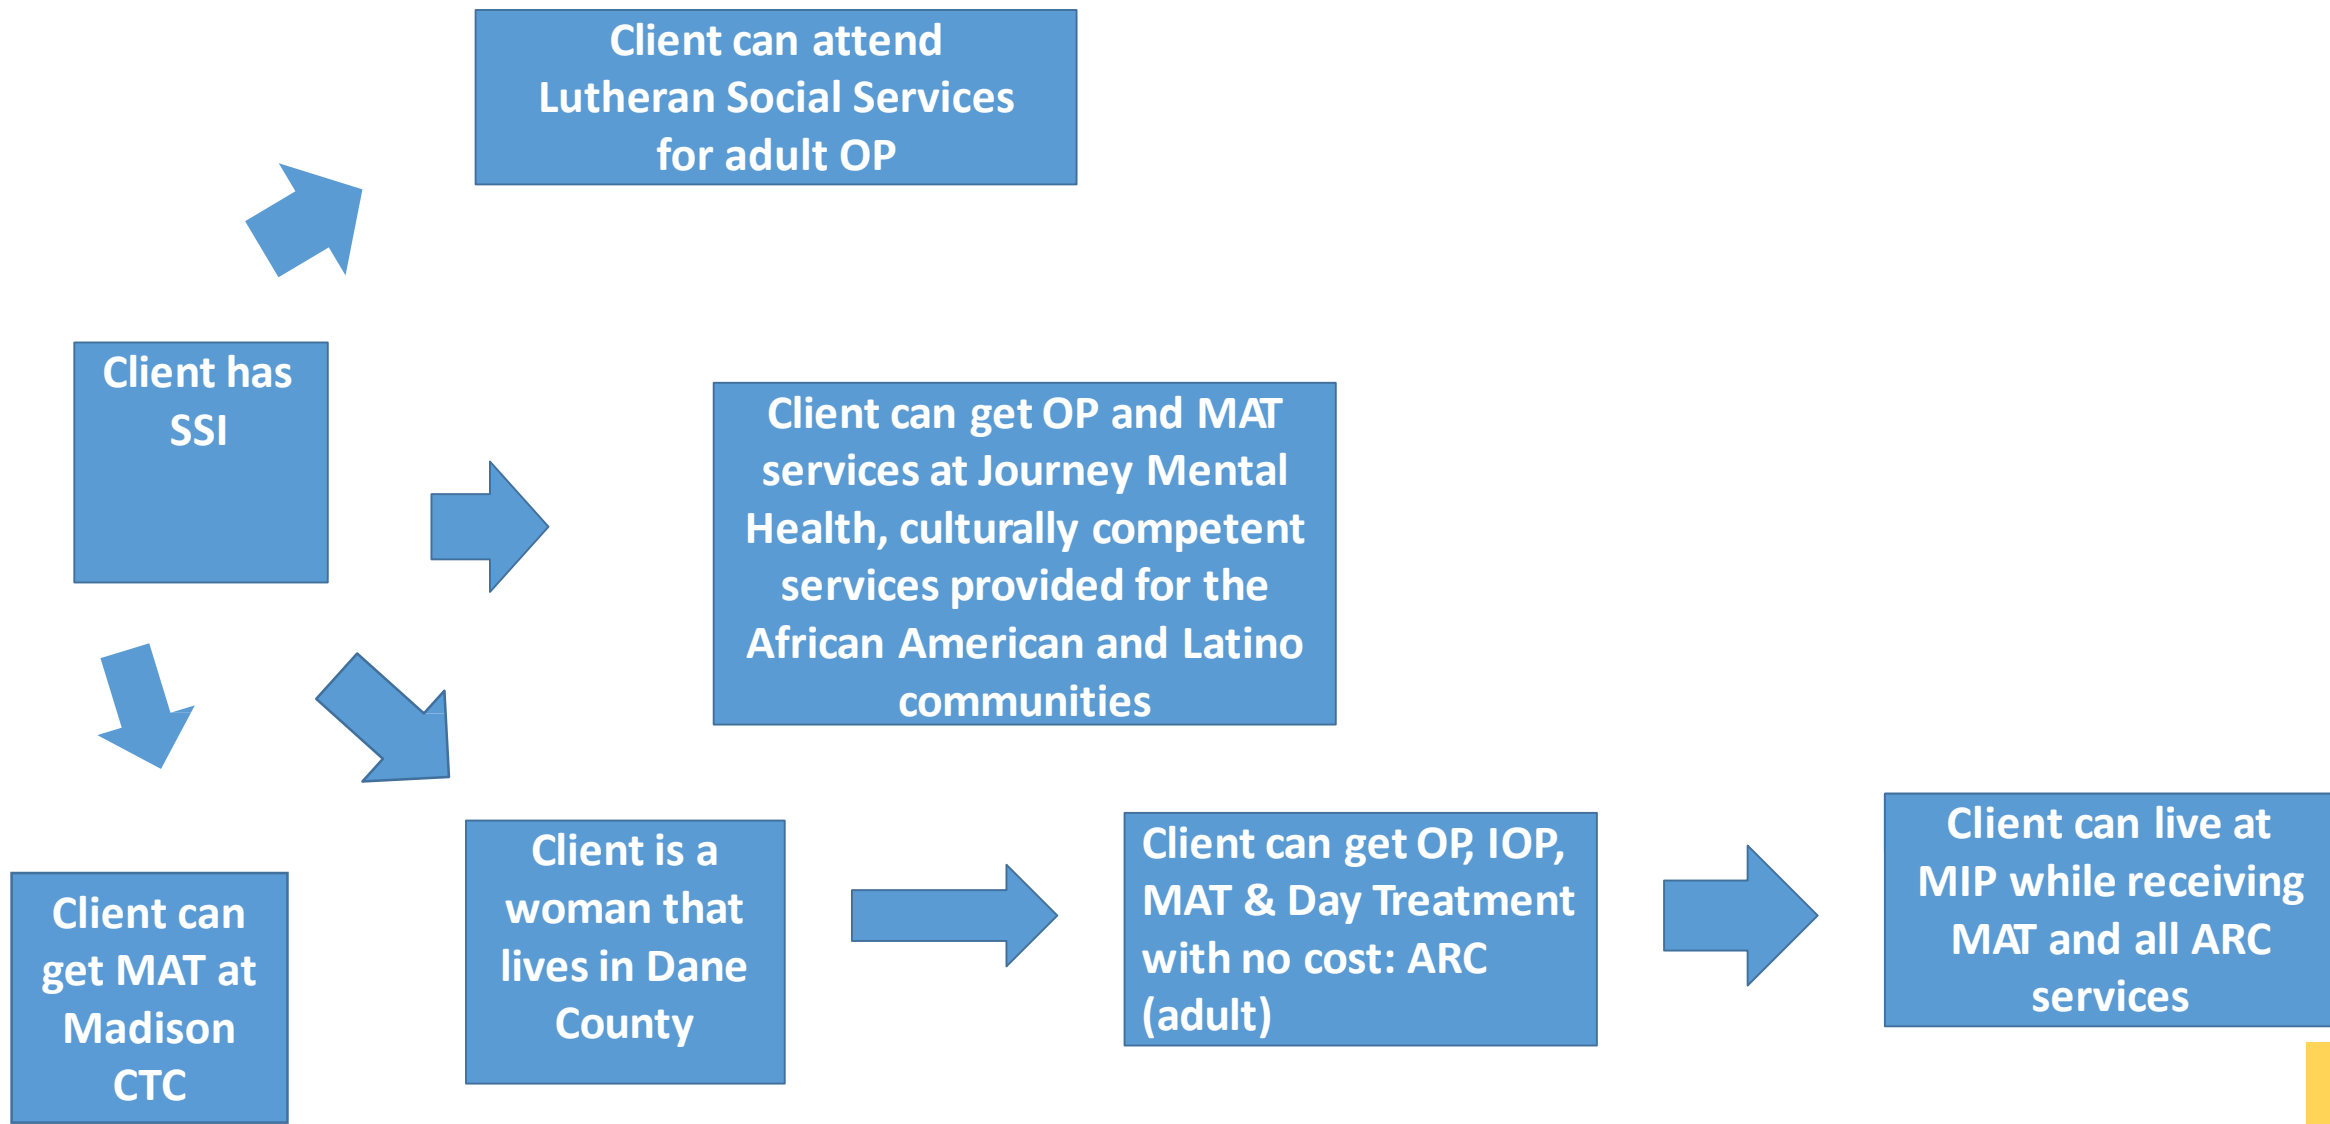 Client can attend
Lutheran Social Services
for adult OP
Client has
SSI
Client can get OP and MAT
services at Journey Mental
Health, culturally competent
services provided for the
African American and Latino
communities
Client can
get MAT at
Madison
CTC
Client is a
woman that
lives in Dane
County
Client can get OP, IOP,
MAT & Day Treatment
with no cost: ARC
(adult)
Client can live at
MIP while receiving
MAT and all ARC
services